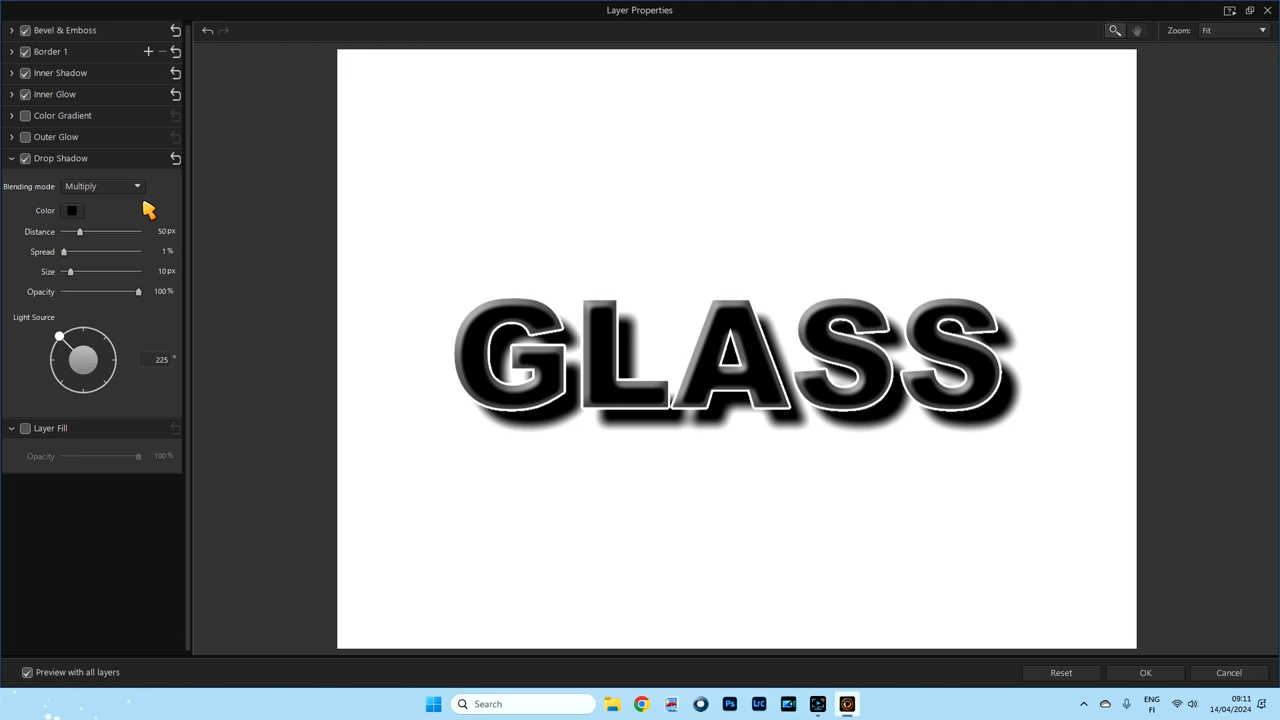 Layer Properties
Bevel & Emboss
Border 1
Zoom: Fit
Inner Shadow
Inner Glow
Color Gradient
Outer Glow
Drop Shadow
Blending mode Multiply
Color
Distance 50 px
Spread 1 %
Size 10 px
Opacity 100 %
Light Source
225 °
Layer Fill
Opacity 100 %
GLASS
Preview with all layers
Reset OK Cancel
Search
Ps
Lrc
ENG
FI
09:11
14/04/2024